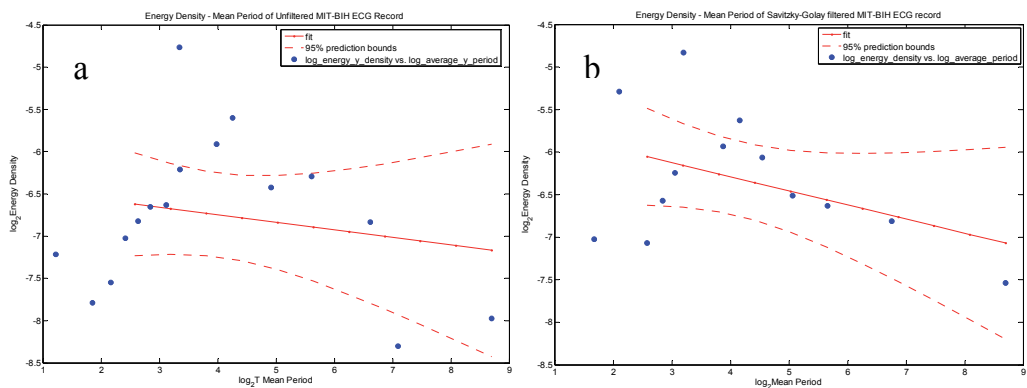 Energy Density - Mean Period of Unfiltered MIT-BIH ECG Record
-4.5
-5
-5.5
-6
-6.5
-7
-7.5
-8
-8.5
log2Energy Density
a
fit
95% prediction bounds
log_energy_y_density vs. log_average_y_period
1 2 3 4 5 6 7 8 9
log2T Mean Period
Energy Density - Mean Period of Savitzky-Golay filtered MIT-BIH ECG record
-4.5
-5
-5.5
-6
-6.5
-7
-7.5
-8
-8.5
log2Energy Density
b
fit
95% prediction bounds
log_energy_density vs. log_average_period
1 2 3 4 5 6 7 8 9
log2Mean Period